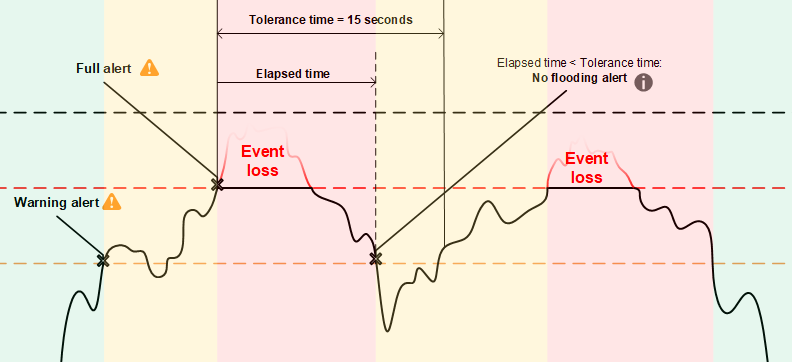 Tolerance time = 15 seconds
Elapsed time < Tolerance time:
Full alert
Elapsed time
No flooding alert
Event
loss
Event
loss
Warning alert